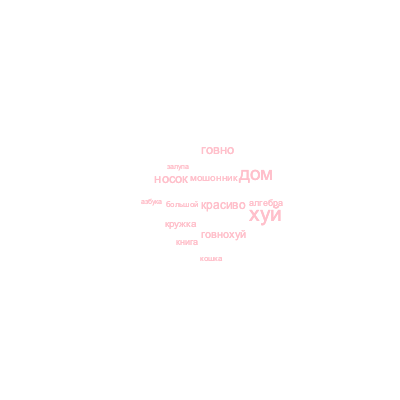 говно
залупа
носок мошонник дом
азбука большой красиво алгебра
хуй
кружка
говнохуй
книга
кошка